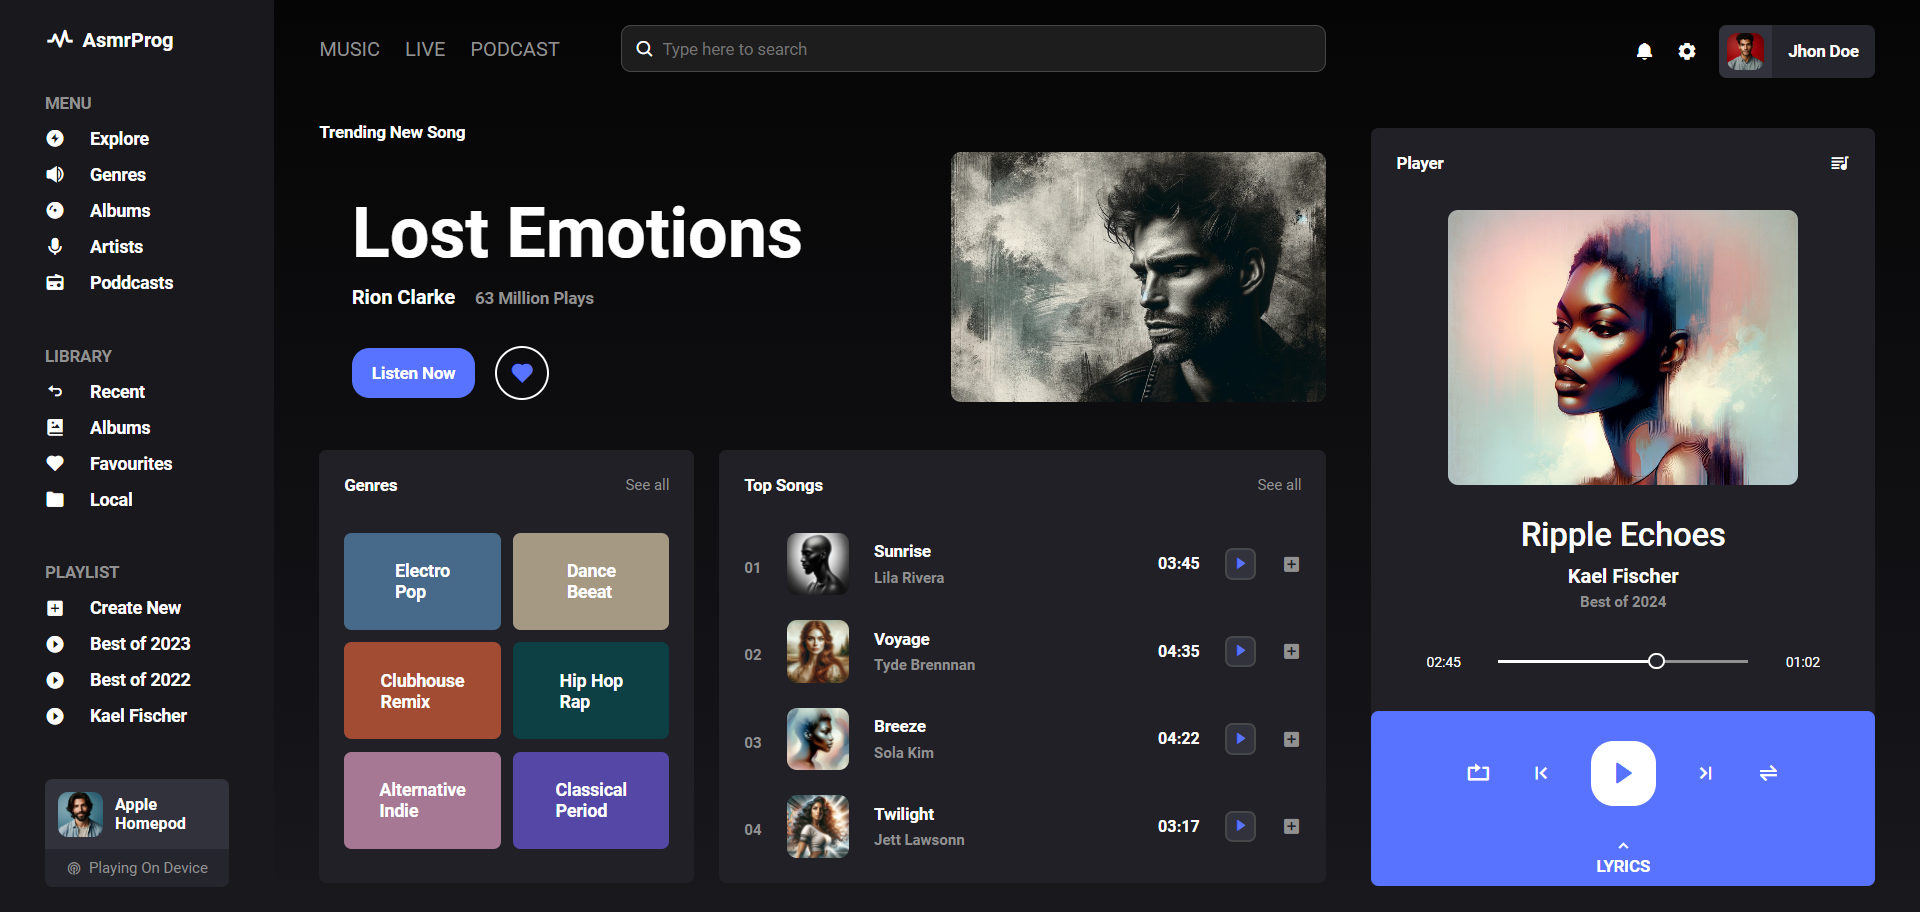 AsmrProg
MENU
Explore
Genres
Albums
Artists
Poddcasts
LIBRARY
Recent
Albums
Favourites
Local
PLAYLIST
Create New
Best of 2023
Best of 2022
Kael Fischer
Apple
Homepod
Playing On Device
MUSIC LIVE PODCAST
Type here to search
Jhon Doe
Trending New Song
Lost Emotions
Rion Clarke 63 Million Plays
Listen Now
Genres See all
Electro
Pop
Dance
Beeat
Clubhouse
Remix
Hip Hop
Rap
Alternative
Indie
Classical
Period
Top Songs See all
01 Sunrise 03:45
Lila Rivera
02 Voyage 04:35
Tyde Brennnan
03 Breeze 04:22
Sola Kim
04 Twilight 03:17
Jett Lawsonn
Player
Ripple Echoes
Kael Fischer
Best of 2024
02:45 01:02
LYRICS